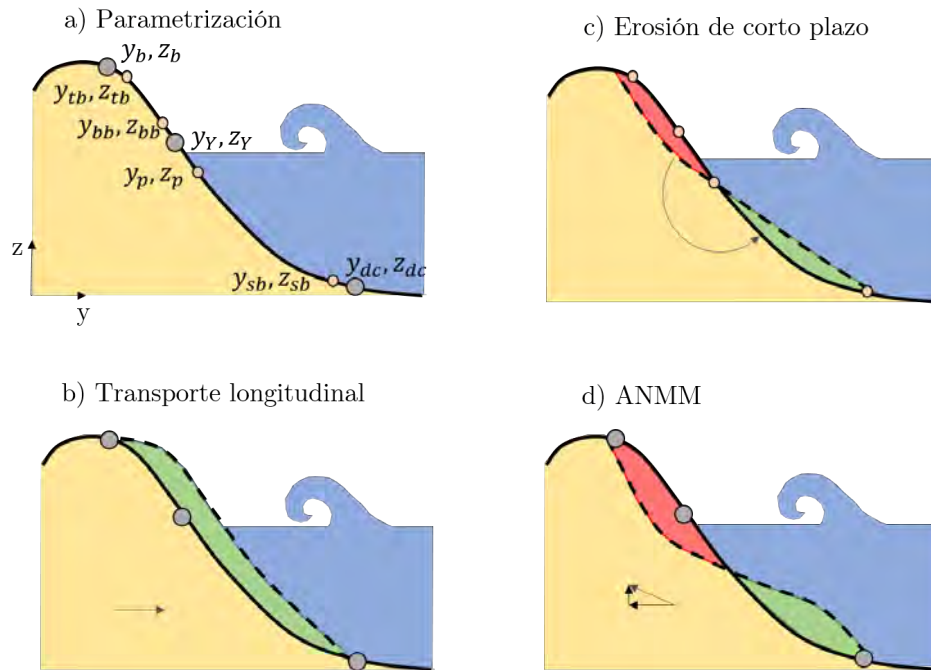 a) Parametrización
y_b, z_b
y_tb, z_tb
y_bb, z_bb
y_Y, z_Y
y_p, z_p
y_sb, z_sb
y_dc, z_dc
z
y
c) Erosión de corto plazo
b) Transporte longitudinal
d) ANMM